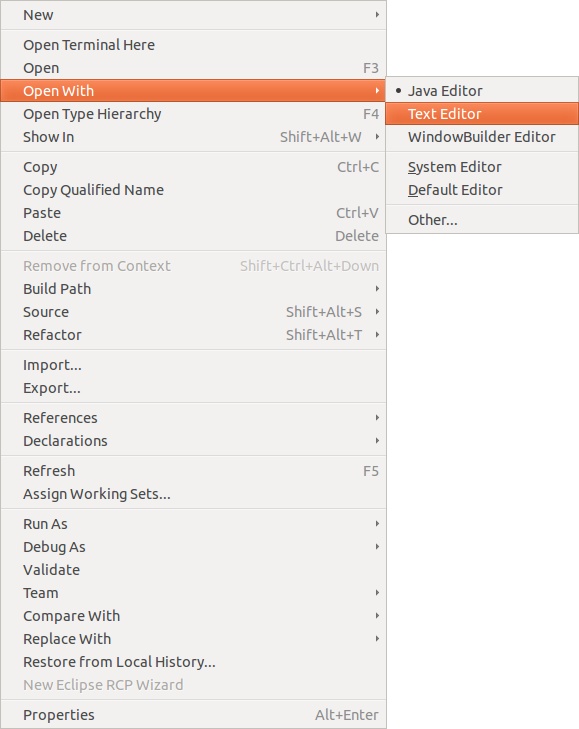 New
Open Terminal Here
Open F3
Open With
Open Type Hierarchy F4
Show In Shift+Alt+W
Copy Ctrl+C
Copy Qualified Name
Paste Ctrl+V
Delete Delete
Remove from Context Shift+Ctrl+Alt+Down
Build Path
Source Shift+Alt+S
Refactor Shift+Alt+T
Import...
Export...
References
Declarations
Refresh F5
Assign Working Sets...
Run As
Debug As
Validate
Team
Compare With
Replace With
Restore from Local History...
New Eclipse RCP Wizard
Properties Alt+Enter
Java Editor
Text Editor
WindowBuilder Editor
System Editor
Default Editor
Other...